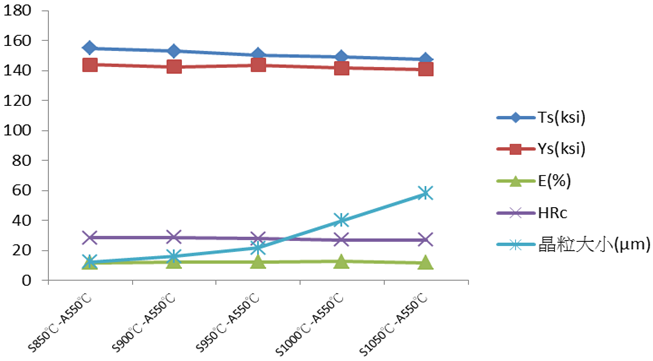 180
160
140
120
100
80
60
40
20
0
S850℃-A550℃
S900℃-A550℃
S950℃-A550℃
S1000℃-A550℃
S1050℃-A550℃
Ts(ksi)
Ys(ksi)
E(%)
HRc
晶粒大小(μm)